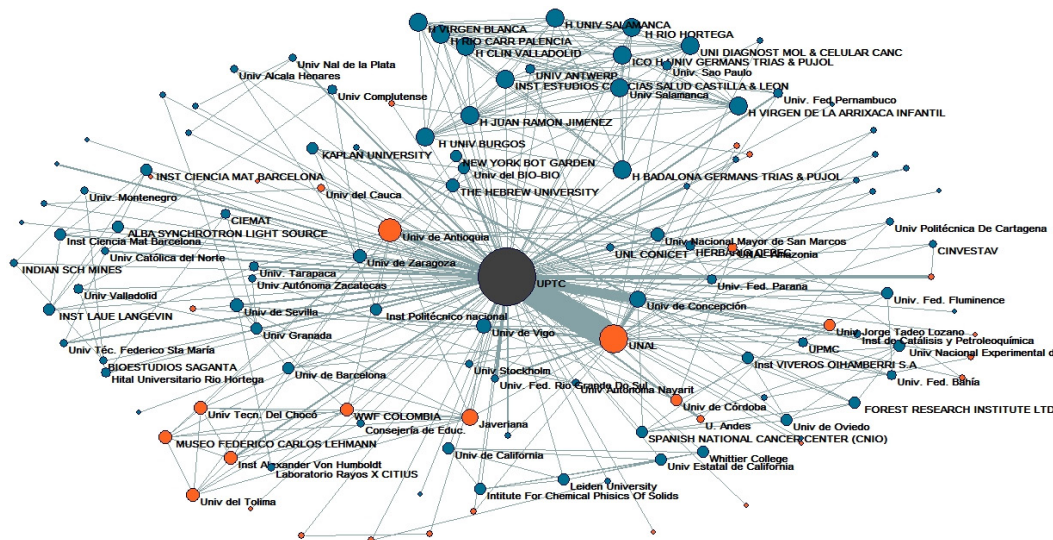 H VIRGEN BLANCA
H UNIV SALAMANCA
H RIO HORTEGA
H RIO CARR PALENCIA
H CLIN VALLADOLID
UNI DIAGNOST MOL & CELULAR CANC
ICO H UNIV GERMANS TRIAS & PUJOL
Univ Nal de la Plata
Univ Alcala Henares
UNIV ANTWERP
Univ. Sao Paulo
INST ESTUDIOS CIENCIAS SALUD CASTILLA & LEON
Univ Complutense
Univ Salamanca
Univ. Fed Pernambuco
H VIRGEN DE LA ARRIXACA INFANTIL
H JUAN RAMON JIMENEZ
H UNIV BURGOS
KAPLAN UNIVERSITY
NEW YORK BOT GARDEN
Univ del BIO-BIO
H BADALONA GERMANS TRIAS & PUJOL
INST CIENCIA MAT BARCELONA
THE HEBREW UNIVERSITY
Univ. Montenegro
Univ del Cauca
CIEMAT
ALBA SYNCHROTRON LIGHT SOURCE
Univ Politécnica De Cartagena
Inst Ciencia Mat Barcelona
Univ de Antioquia
Univ Nacional Mayor de San Marcos
CINVESTAV
Univ Católica del Norte
Univ de Zaragoza
UNL CONICET
HERBARIO
UNAL Amazonia
INDIAN SCH MINES
Univ. Tarapaca
Univ Autónoma Zacatecas
UPTC
Univ. Fed. Parana
Univ Valladolid
Univ. Fed. Fluminence
INST LAUE LANGEVIN
Univ de Sevilla
Inst Politécnico nacional
Univ de Concepción
Univ Granada
Univ de Vigo
UNAL
Univ Jorge Tadeo Lozano
Inst de Catálisis y Petroleoquímica
Univ Téc. Federico Sta María
UPMC
Univ Nacional Experimental d
BIOESTUDIOS SAGANTA
Hital Universitario Rio Hortega
Univ de Barcelona
Univ Stockholm
Inst VIVEROS OIHAMBERRI S.A
Univ. Fed. Rio Grande Do Sul
Univ Autónoma Nayarit
Univ. Fed. Bahía
Univ Tecn. Del Chocó
WWF COLOMBIA
Javeriana
Univ de Córdoba
FOREST RESEARCH INSTITUTE LTD
Consejería de Educ.
U. Andes
Univ de Oviedo
MUSEO FEDERICO CARLOS LEHMANN
SPANISH NATIONAL CANCER CENTER (CNIO)
Univ de California
Whittier College
Inst Alexander Von Humboldt
Univ Estatal de California
Laboratorio Rayos X CITIUS
Leiden University
Univ del Tolima
Intitute For Chemical Phisics Of Solids